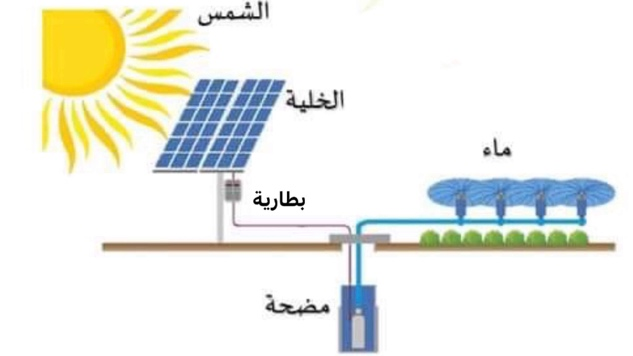 الشمس
الخلية
ماء
بطارية
مضخة